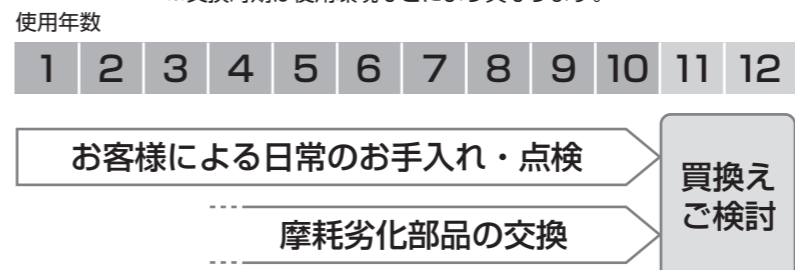 使用年数
1 2 3 4 5 6 7 8 9 10 11 12
お客様による日常のお手入れ・点検
摩耗劣化部品の交換
買換え
ご検討